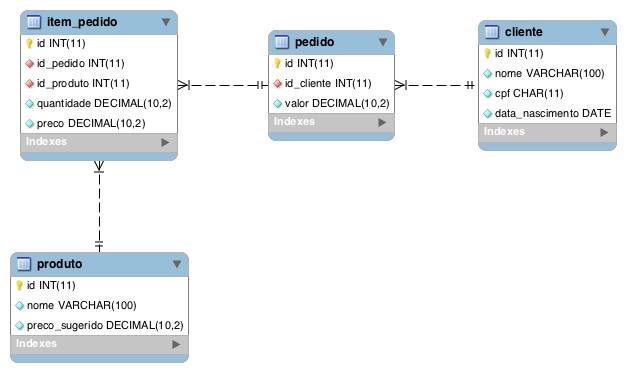 item_pedido
id INT(11)
id_pedido INT(11)
id_produto INT(11)
quantidade DECIMAL(10,2)
preco DECIMAL(10,2)
Indexes
pedido
id INT(11)
id_cliente INT(11)
valor DECIMAL(10,2)
Indexes
cliente
id INT(11)
nome VARCHAR(100)
cpf CHAR(11)
data_nascimento DATE
Indexes
produto
id INT(11)
nome VARCHAR(100)
preco_sugerido DECIMAL(10,2)
Indexes